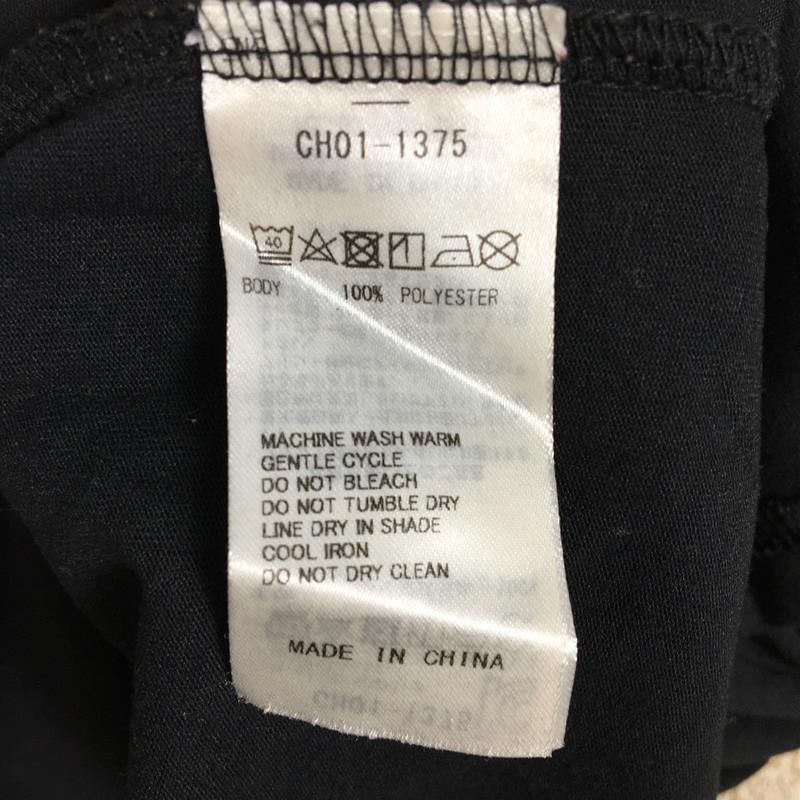 CH01-1375
40
BODY 100% POLYESTER
MACHINE WASH WARM
GENTLE CYCLE
DO NOT BLEACH
DO NOT TUMBLE DRY
LINE DRY IN SHADE
COOL IRON
DO NOT DRY CLEAN
MADE IN CHINA